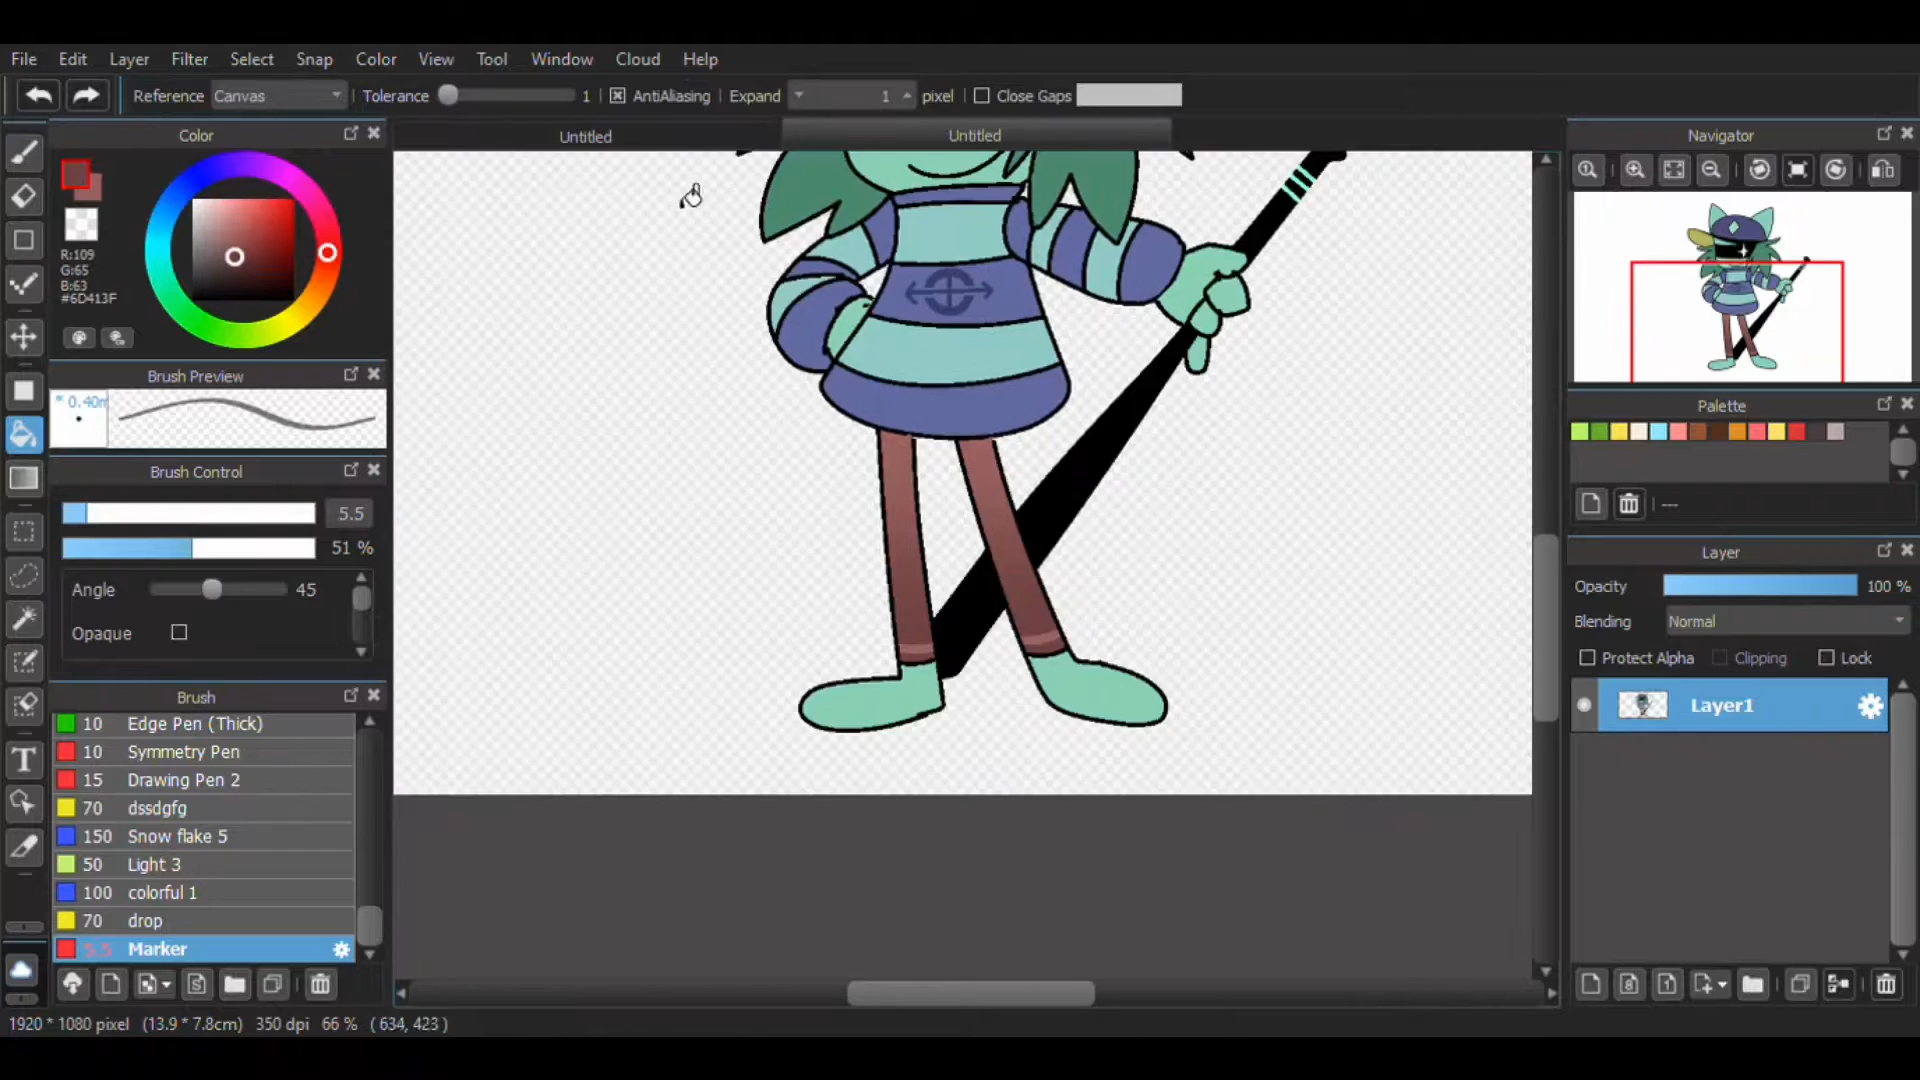 File Edit Layer Filter Select Snap Color View Tool Window Cloud Help
Reference Canvas Tolerance 1 AntiAliasing Expand 1 pixel Close Gaps
Color
Untitled Untitled
Navigator
R:109
G:65
B:63
#6D413F
Brush Preview
* 0.40m
Palette
---
Brush Control
5.5
51 %
Angle 45
Opaque
Layer
Opacity 100 %
Blending Normal
Protect Alpha Clipping Lock
Layer1
Brush
10 Edge Pen (Thick)
10 Symmetry Pen
15 Drawing Pen 2
70 dssdgfg
150 Snow flake 5
50 Light 3
100 colorful 1
70 drop
5.5 Marker
1920 * 1080 pixel (13.9 * 7.8cm) 350 dpi 66 % ( 634, 423 )